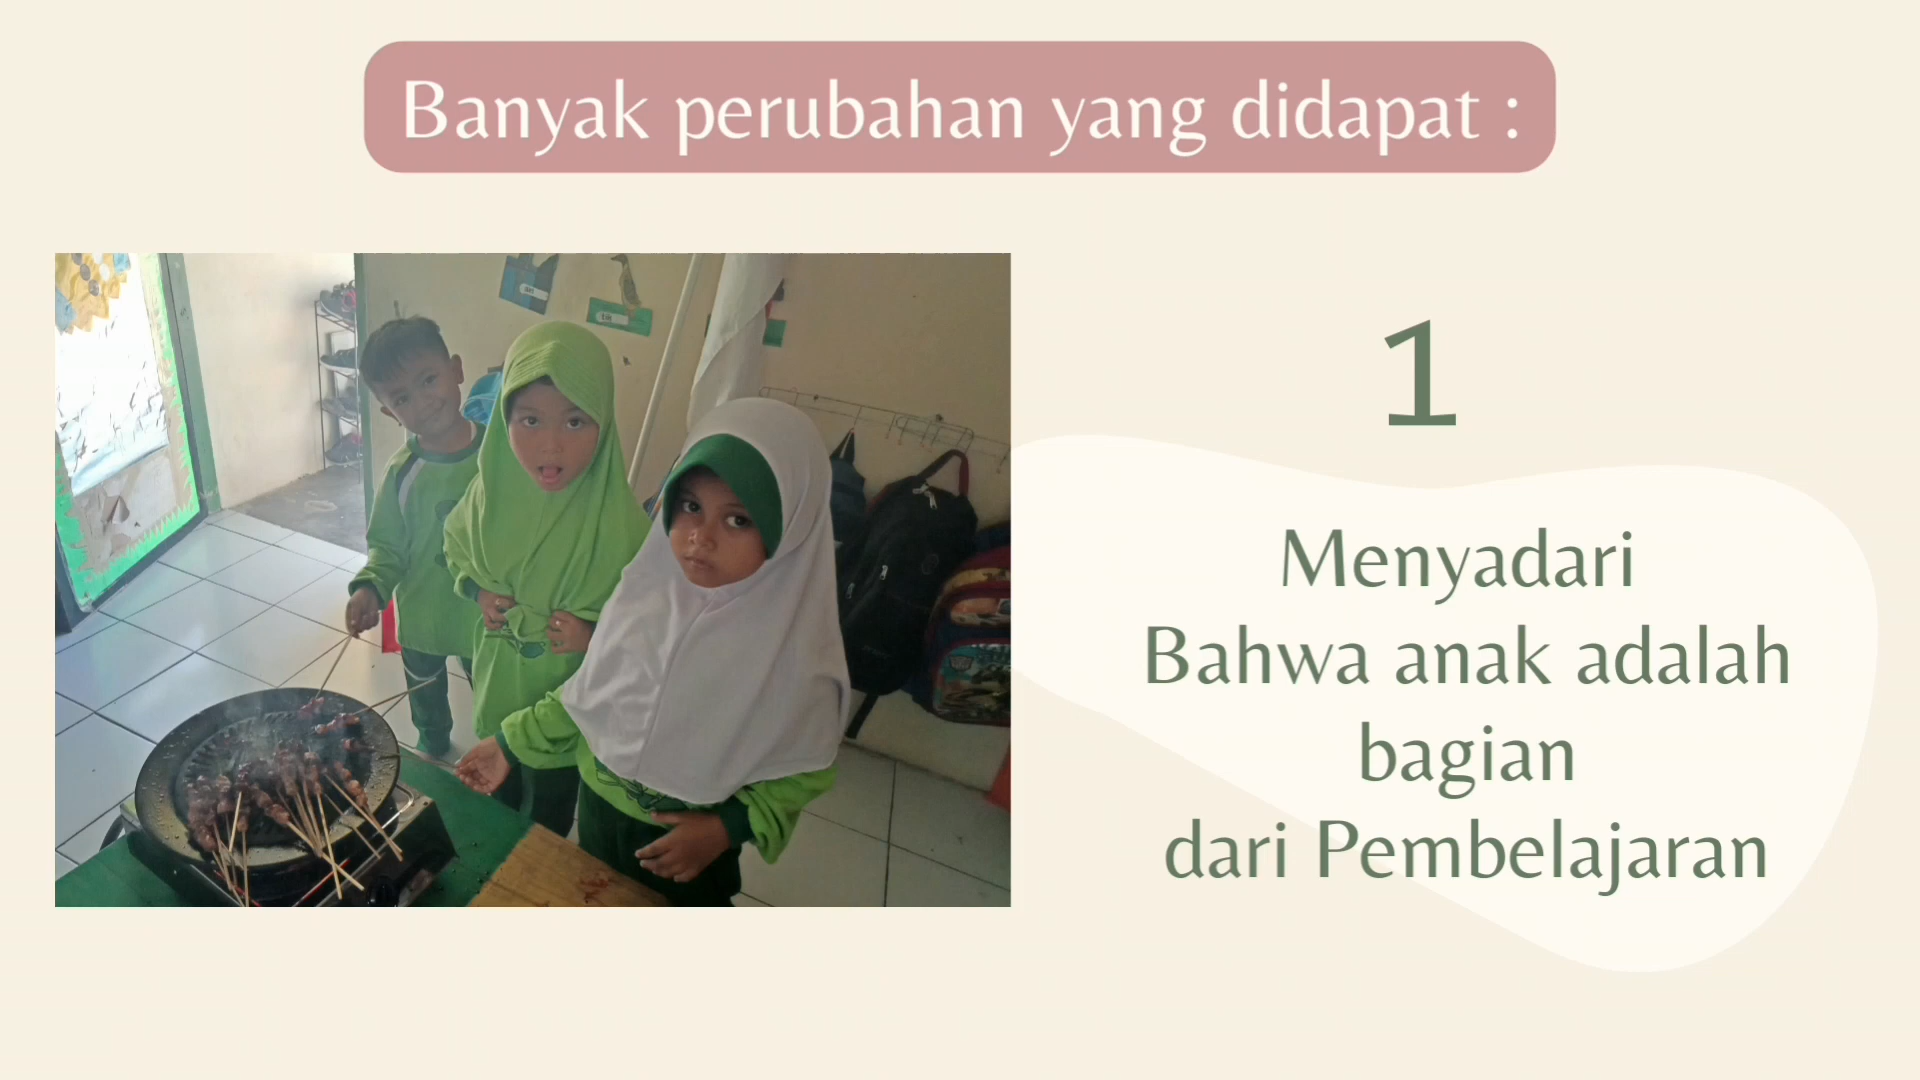 Banyak perubahan yang didapat :
1
Menyadari
Bahwa anak adalah
bagian
dari Pembelajaran